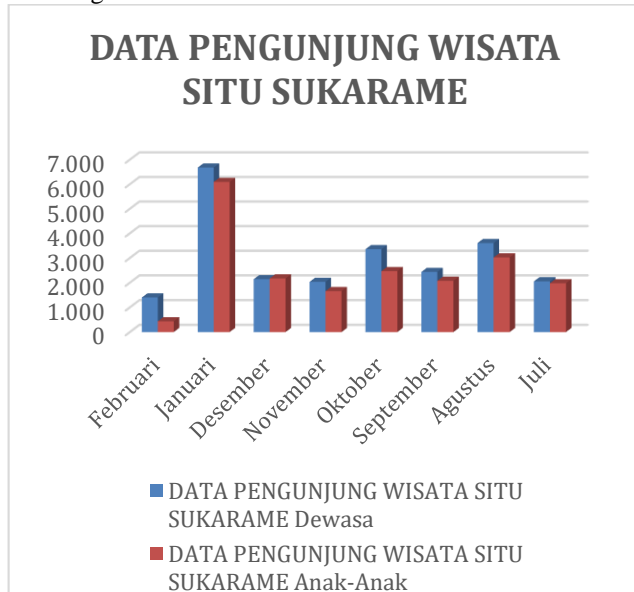 DATA PENGUNJUNG WISATA
SITU SUKARAME
7.000
6.000
5.000
4.000
3.000
2.000
1.000
0
Februari
Januari
Desember
November
Oktober
September
Agustus
Juli
DATA PENGUNJUNG WISATA SITU
SUKARAME Dewasa
DATA PENGUNJUNG WISATA SITU
SUKARAME Anak-Anak